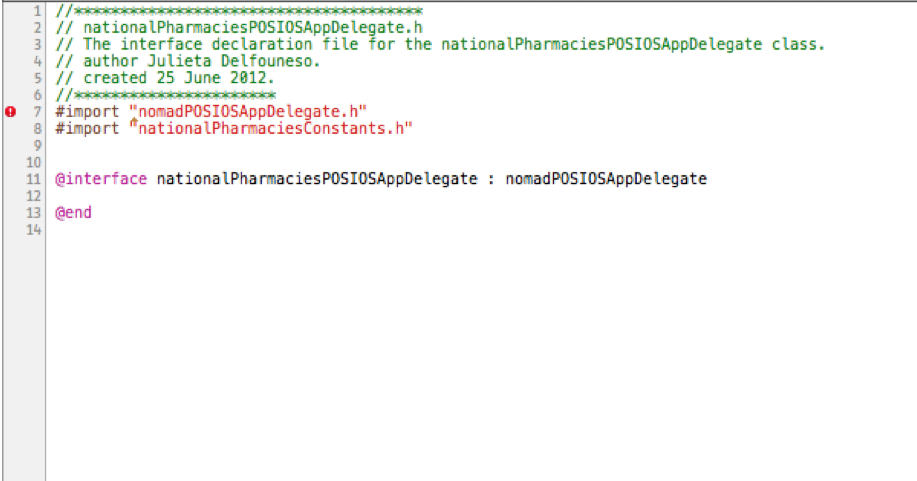 1 //**************************************
2 // nationalPharmaciesPOSIOSAppDelegate.h
3 // The interface declaration file for the nationalPharmaciesPOSIOSAppDelegate class.
4 // author Julieta Delfouneso.
5 // created 25 June 2012.
6 //**********************
7 #import "nomadPOSIOSAppDelegate.h"
8 #import "nationalPharmaciesConstants.h"
9
10
11 @interface nationalPharmaciesPOSIOSAppDelegate : nomadPOSIOSAppDelegate
12
13 @end
14